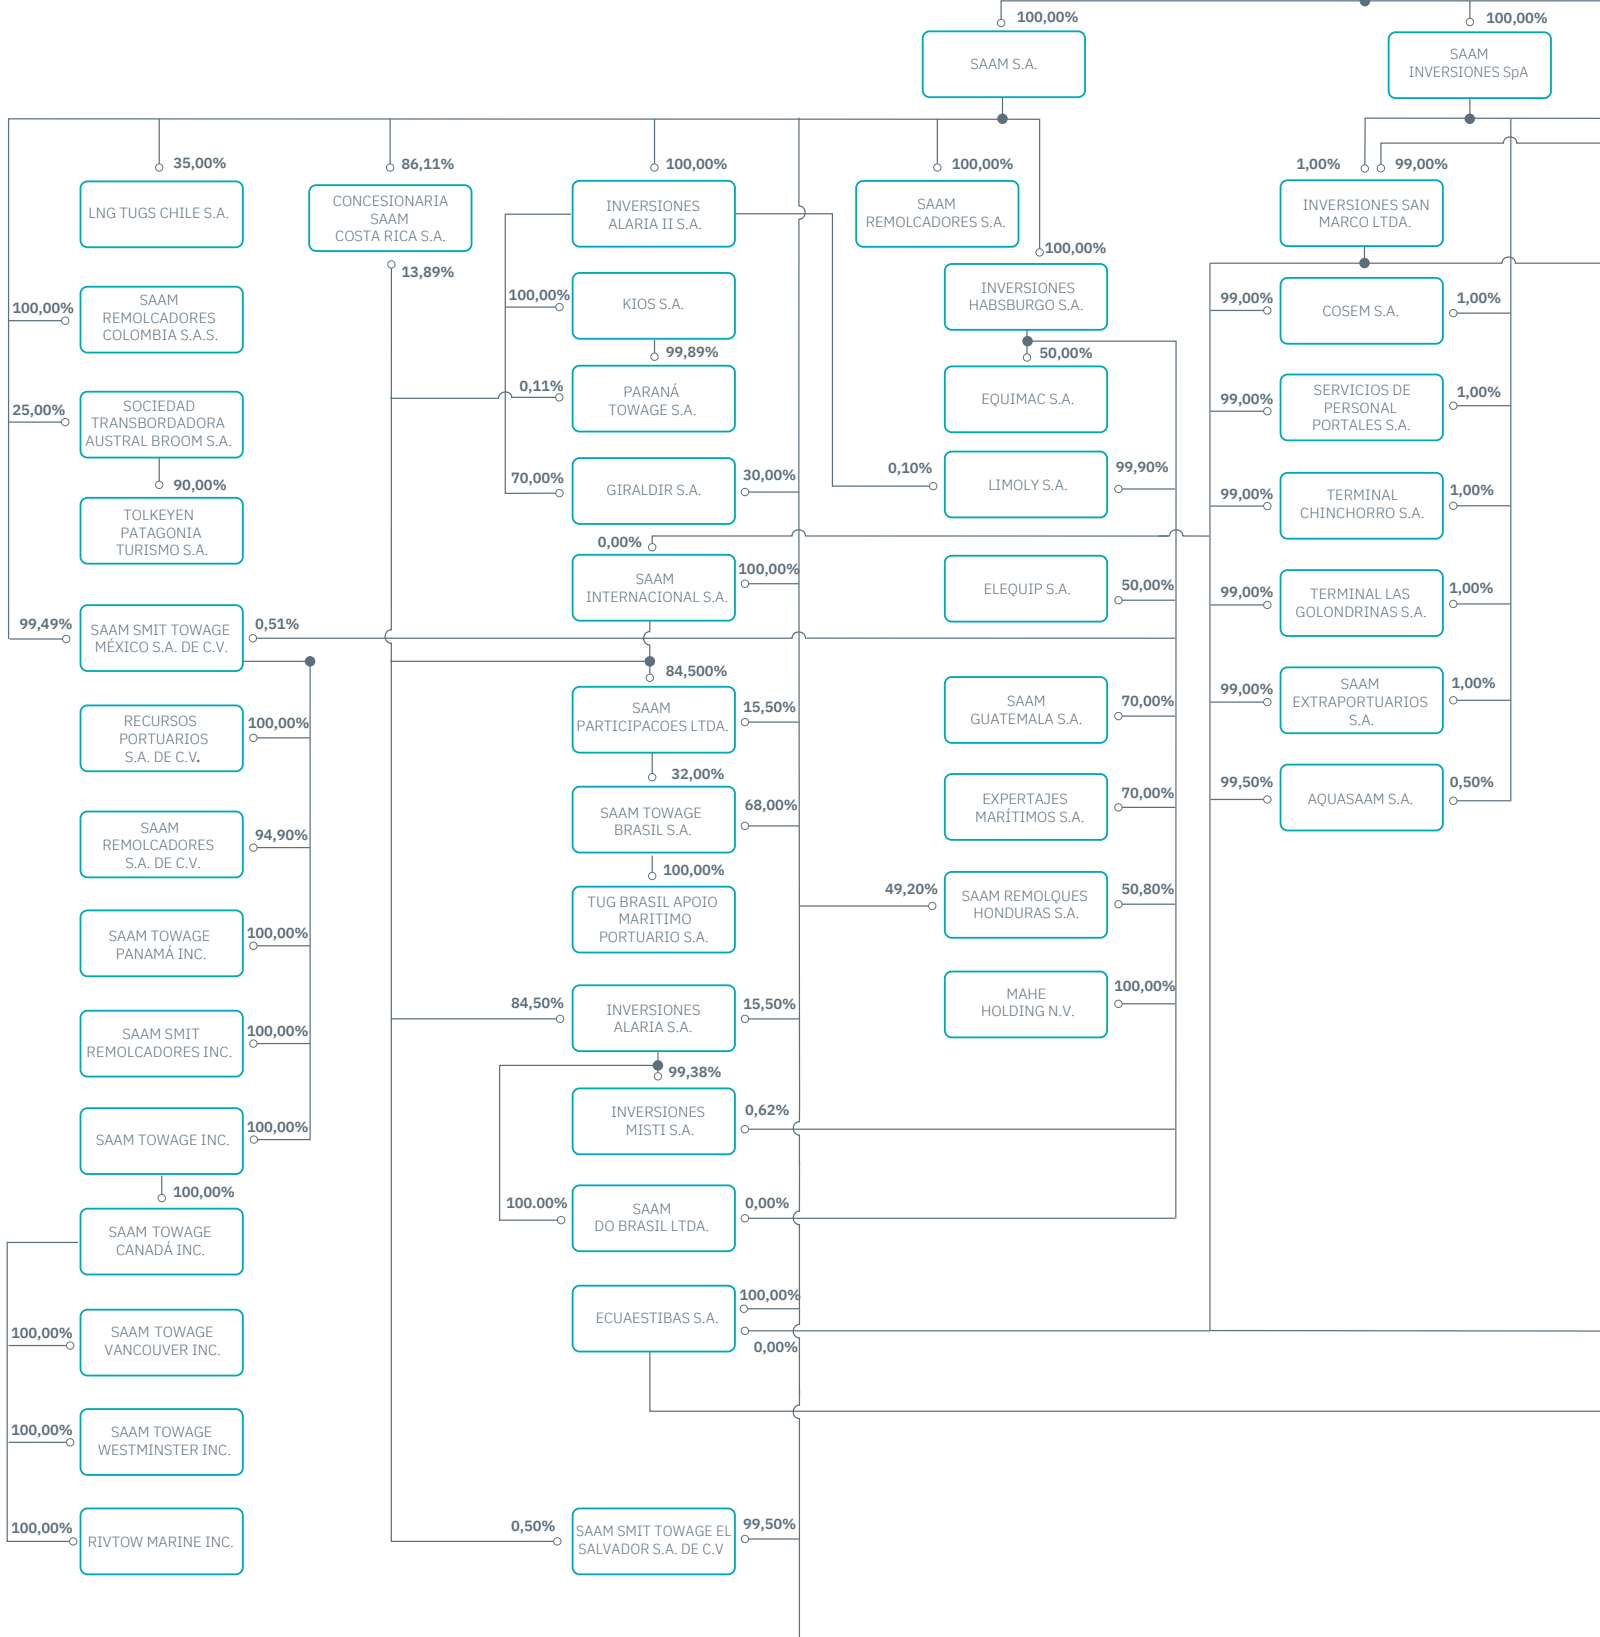 100,00%
SAAM S.A.
100,00%
SAAM
INVERSIONES SpA
35,00%
LNG TUGS CHILE S.A.
86,11%
CONCESIONARIA
SAAM
COSTA RICA S.A.
13,89%
100,00%
INVERSIONES
ALARIA II S.A.
100,00%
SAAM
REMOLCADORES S.A.
1,00%
99,00%
INVERSIONES SAN
MARCO LTDA.
100,00%
INVERSIONES
HABSBURGO S.A.
100,00%
SAAM
REMOLCADORES
COLOMBIA S.A.S.
25,00%
SOCIEDAD
TRANSBORDADORA
AUSTRAL BROOM S.A.
90,00%
TOLKEYEN
PATAGONIA
TURISMO S.A.
99,49%
SAAM SMIT TOWAGE
MÉXICO S.A. DE C.V.
0,51%
RECURSOS
PORTUARIOS
S.A. DE C.V.
100,00%
SAAM
REMOLCADORES
S.A. DE C.V.
94,90%
SAAM TOWAGE
PANAMÁ INC.
100,00%
SAAM SMIT
REMOLCADORES INC.
100,00%
SAAM TOWAGE INC.
100,00%
100,00%
SAAM TOWAGE
CANADÁ INC.
100,00%
SAAM TOWAGE
VANCOUVER INC.
100,00%
SAAM TOWAGE
WESTMINSTER INC.
100,00%
RIVTOW MARINE INC.
100,00%
KIOS S.A.
99,89%
0,11%
PARANÁ
TOWAGE S.A.
70,00%
GIRALDIR S.A.
30,00%
0,00%
SAAM
INTERNACIONAL S.A.
100,00%
84,500%
SAAM
PARTICIPACOES LTDA.
15,50%
32,00%
SAAM TOWAGE
BRASIL S.A.
68,00%
100,00%
TUG BRASIL APOIO
MARITIMO
PORTUARIO S.A.
84,50%
INVERSIONES
ALARIA S.A.
15,50%
99,38%
INVERSIONES
MISTI S.A.
0,62%
100.00%
SAAM
DO BRASIL LTDA.
0,00%
ECUAESTIBAS S.A.
100,00%
0,00%
0,50%
SAAM SMIT TOWAGE EL
SALVADOR S.A. DE C.V
99,50%
50,00%
EQUIMAC S.A.
0,10%
LIMOLY S.A.
99,90%
ELEQUIP S.A.
50,00%
SAAM
GUATEMALA S.A.
70,00%
EXPERTAJES
MARÍTIMOS S.A.
70,00%
49,20%
SAAM REMOLQUES
HONDURAS S.A.
50,80%
MAHE
HOLDING N.V.
100,00%
99,00%
COSEM S.A.
1,00%
99,00%
SERVICIOS DE
PERSONAL
PORTALES S.A.
1,00%
99,00%
TERMINAL
CHINCHORRO S.A.
1,00%
99,00%
TERMINAL LAS
GOLONDRINAS S.A.
1,00%
99,00%
SAAM
EXTRAPORTUARIOS
S.A.
1,00%
99,50%
AQUASAAM S.A.
0,50%